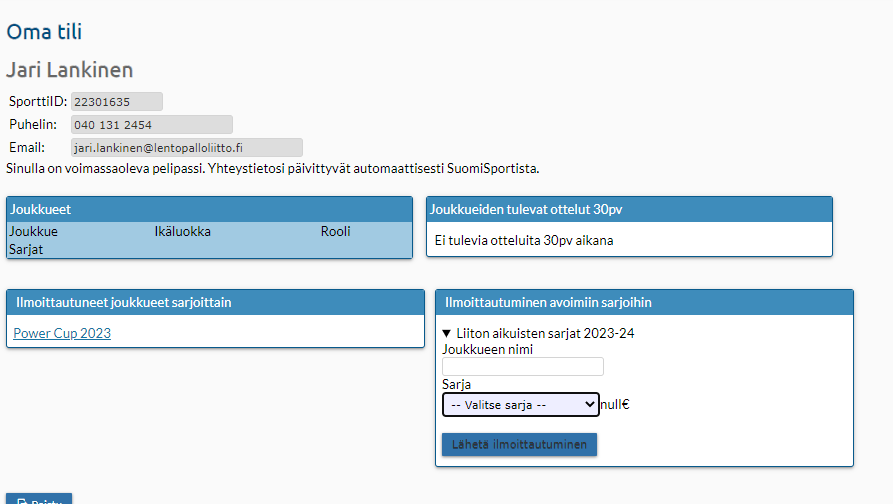 Oma tili
Jari Lankinen
SporttiID: 22301635
Puhelin: 040 131 2454
Email: jari.lankinen@lentopalloliitto.fi
Sinulla on voimassaoleva pelipassi. Yhteystietosi päivittyvät automaattisesti SuomiSportista.
Joukkueet
Joukkue Ikäluokka Rooli
Sarjat
Joukkueiden tulevat ottelut 30pv
Ei tulevia otteluita 30pv aikana
Ilmoittautuneet joukkueet sarjoittain
Power Cup 2023
Ilmoittautuminen avoimiin sarjoihin
▼ Liiton aikuisten sarjat 2023-24
Joukkueen nimi
Sarja
-- Valitse sarja -- null€
Lähetä ilmoittautuminen